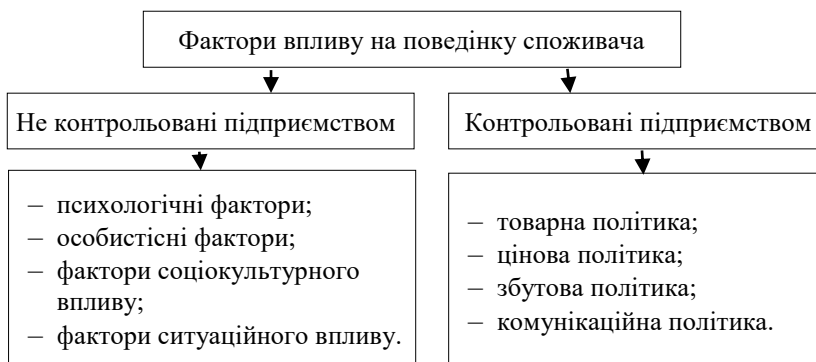 Фактори впливу на поведінку споживача
Не контрольовані підприємством
Контрольовані підприємством
– психологічні фактори;
– особистісні фактори;
– фактори соціокультурного
впливу;
– фактори ситуаційного впливу.
– товарна політика;
– цінова політика;
– збутова політика;
– комунікаційна політика.